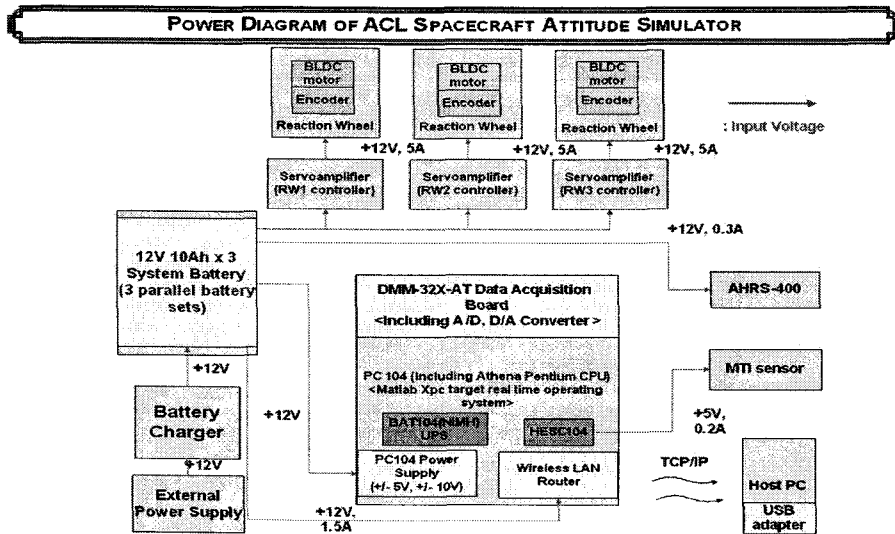 POWER DIAGRAM OF ACL SPACECRAFT ATTITUDE SIMULATOR
BLDC
motor
Encoder
Reaction Wheel
BLDC
motor
Encoder
Reaction Wheel
BLDC
motor
Encoder
Reaction Wheel
: Input Voltage
+12V, 5A
+12V, 5A
+12V, 5A
Servoamplifier
(RW1 controller)
Servoamplifier
(RW2 controller)
Servoamplifier
(RW3 controller)
+12V, 0.3A
12V 10Ah x 3
System Battery
(3 parallel battery
sets)
DMM-32X-AT Data Acquisition
Board
<Including A/D, D/A Converter>
AHRS-400
PC 104 (Including Athena Pentium CPU)
<Matlab Xpc target real time operating
system>
MTI sensor
+12V
+12V
Battery
Charger
BAT104(NiMH)
UPS
HESC104
+5V,
0.2A
+12V
PC104 Power
Supply
(+/- 5V, +/- 10V)
Wireless LAN
Router
TCP/IP
External
Power Supply
+12V,
1.5A
Host PC
USB
adapter